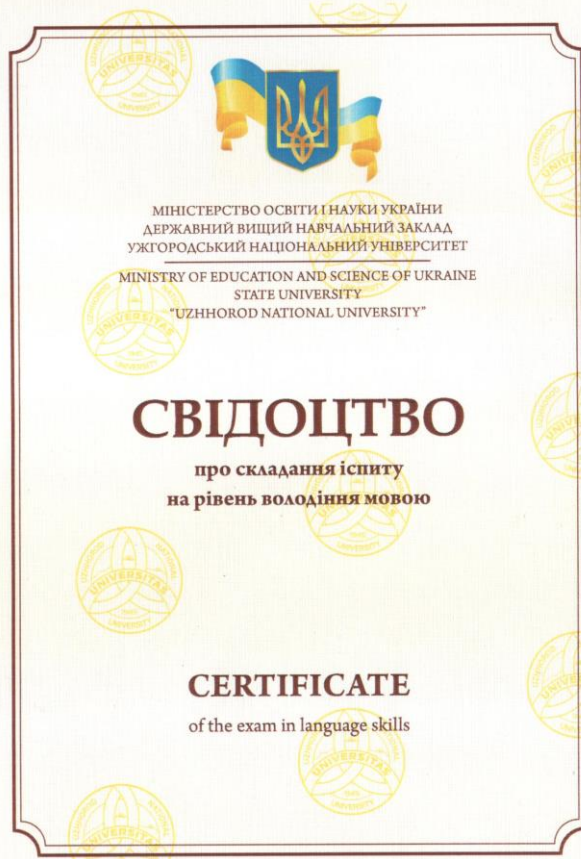 МІНІСТЕРСТВО ОСВІТИ І НАУКИ УКРАЇНИ
ДЕРЖАВНИЙ ВИЩИЙ НАВЧАЛЬНИЙ ЗАКЛАД
УЖГОРОДСЬКИЙ НАЦІОНАЛЬНИЙ УНІВЕРСИТЕТ
MINISTRY OF EDUCATION AND SCIENCE OF UKRAINE
STATE UNIVERSITY
"UZHHOROD NATIONAL UNIVERSITY"
СВІДОЦТВО
про складання іспиту
на рівень володіння мовою
CERTIFICATE
of the exam in language skills